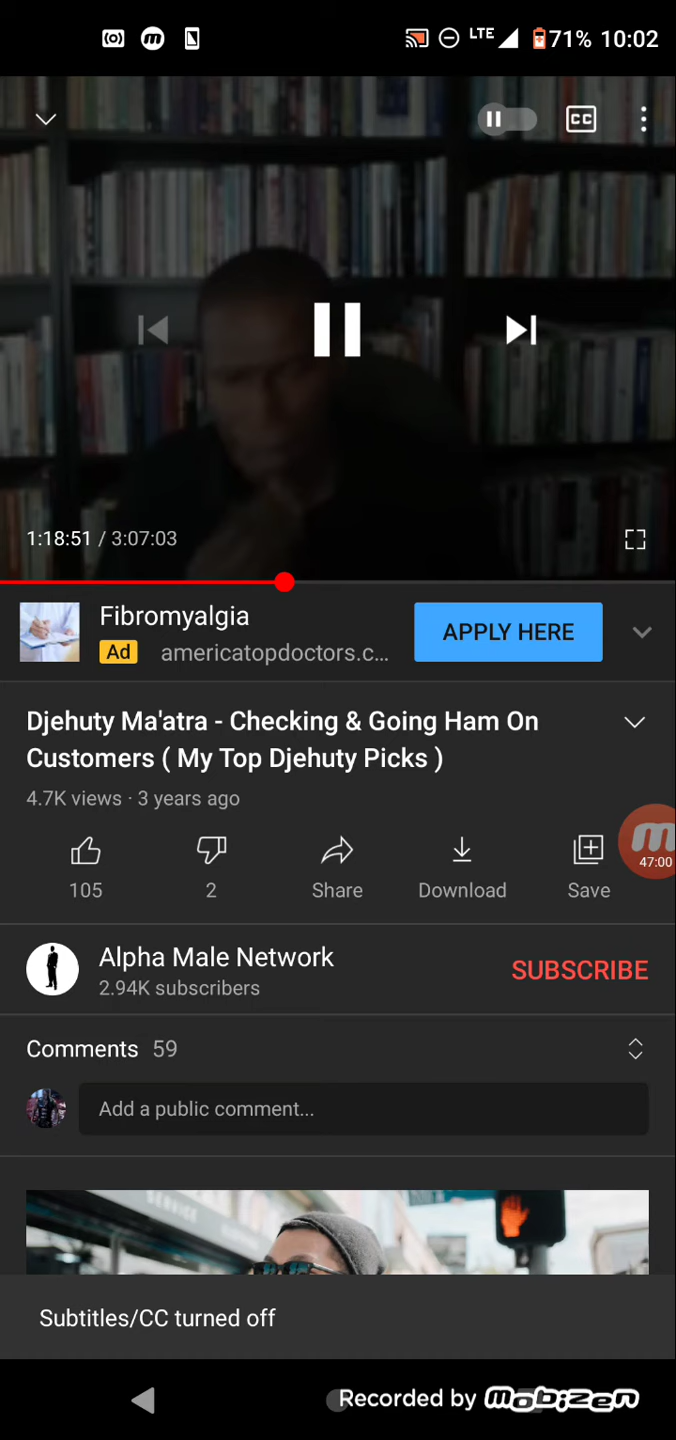 LTE 71% 10:02
CC
1:18:51 / 3:07:03
Fibromyalgia
Ad americatopdoctors.c...
APPLY HERE
Djehuty Ma'atra - Checking & Going Ham On
Customers ( My Top Djehuty Picks )
4.7K views · 3 years ago
105 2 Share Download Save
47:00
Alpha Male Network
2.94K subscribers
SUBSCRIBE
Comments 59
Add a public comment...
Subtitles/CC turned off
Recorded by mobizen